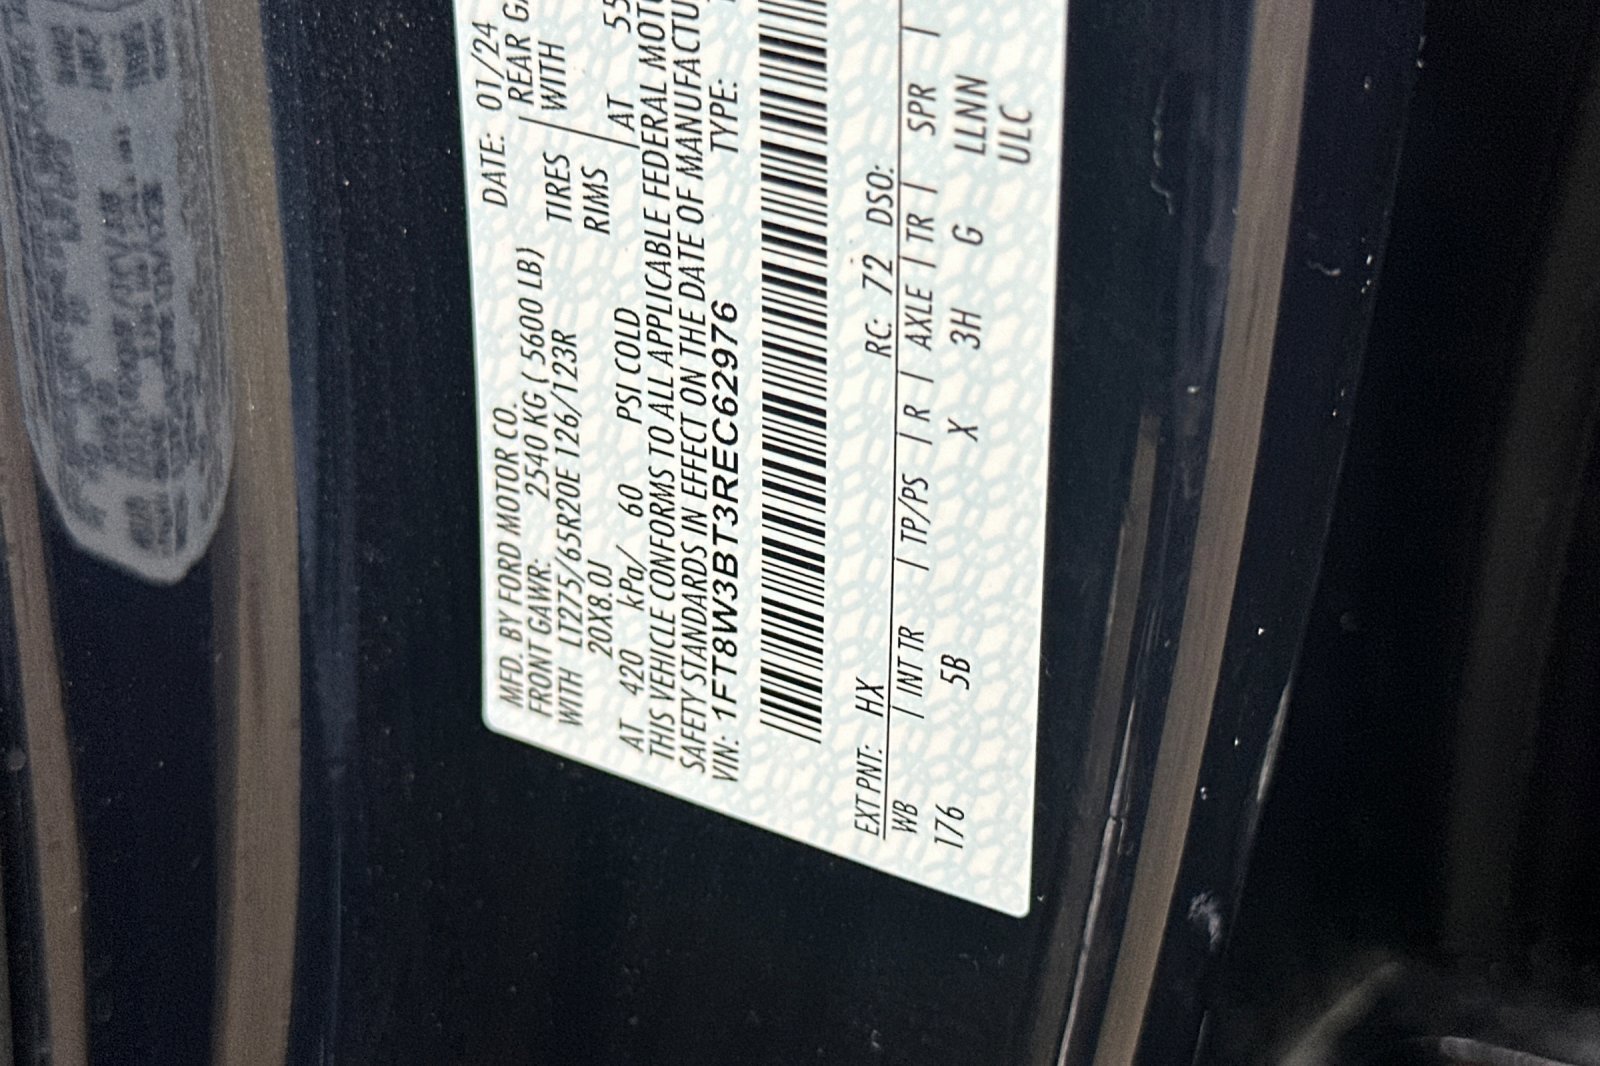 MFD. BY FORD MOTOR CO.
DATE: 01/24
FRONT GAWR: 2540 KG ( 5600 LB)
REAR
WITH LT275/65R20E 126/123R TIRES WITH
20X8.0J RIMS
AT 420 kPa/ 60 PSI COLD AT 55
THIS VEHICLE CONFORMS TO ALL APPLICABLE FEDERAL
SAFETY STANDARDS IN EFFECT ON THE DATE OF
VIN: 1FT8W3BT3REC62976 TYPE:
EXT PNT: HX RC: 72 DSO:
WB | INT TR | TP/PS | R | AXLE | TR | SPR |
176 5B X 3H G LLNN
ULC